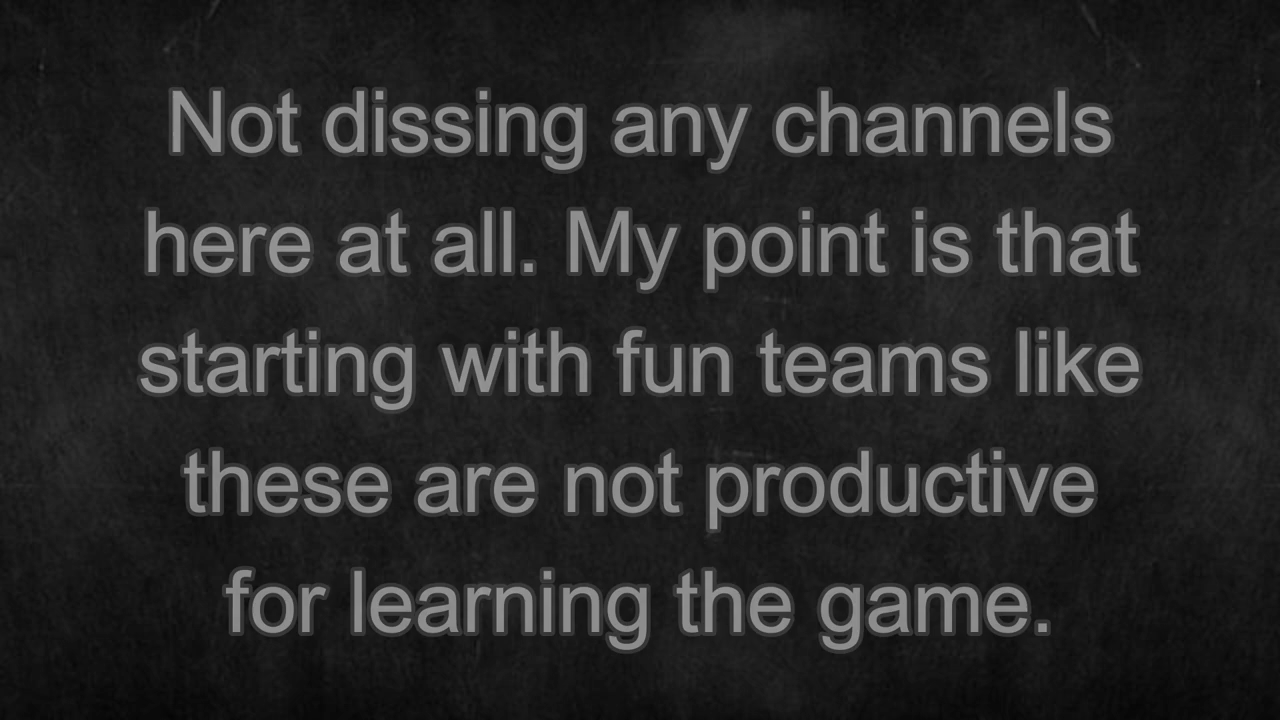 Not dissing any channels
here at all. My point is that
starting with fun teams like
these are not productive
for learning the game.